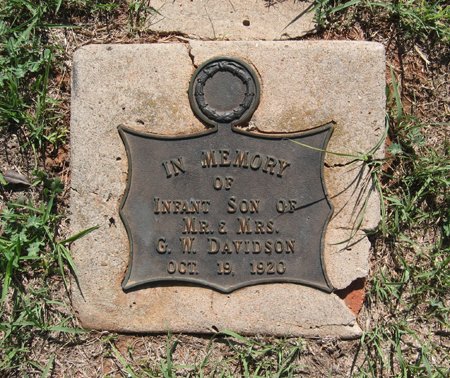 IN MEMORY
OF
INFANT SON OF
MR. & MRS.
G. W. DAVIDSON
OCT. 19, 1920